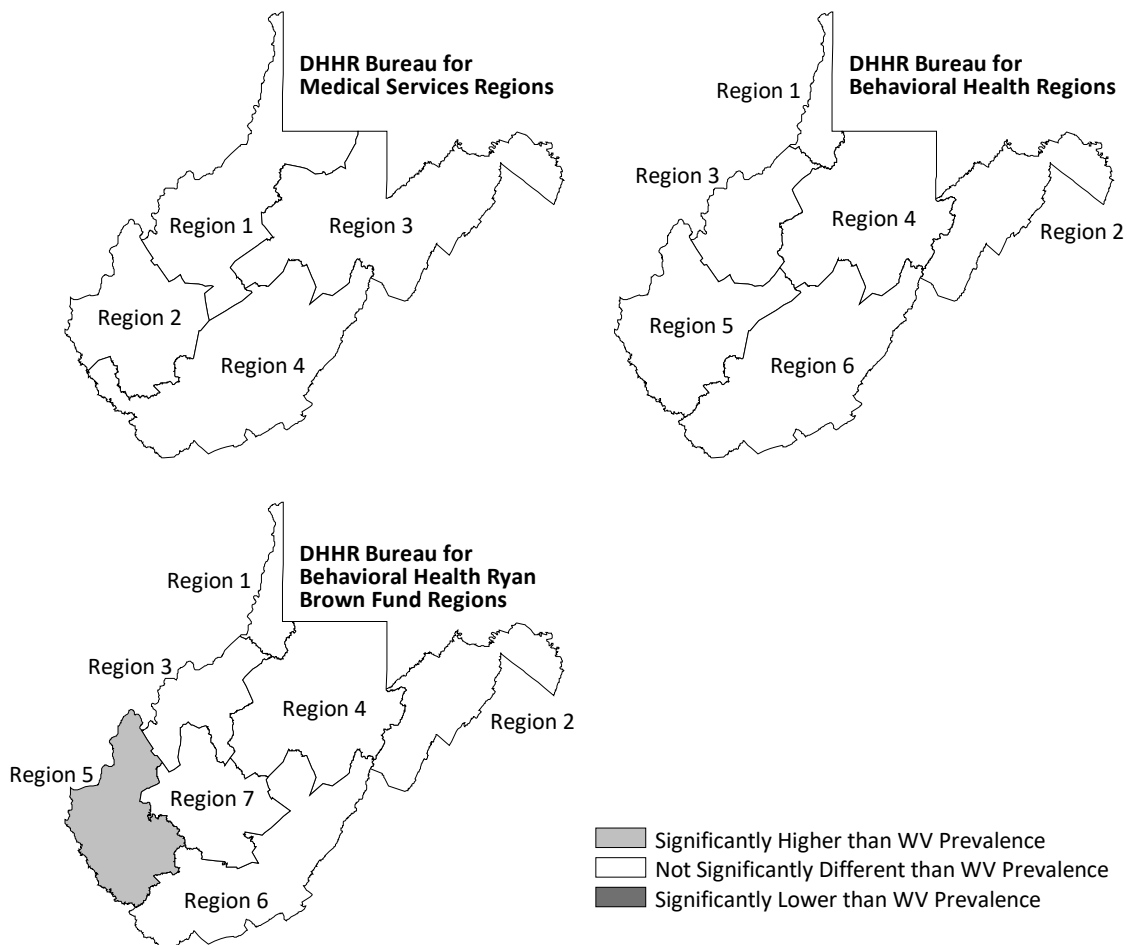 DHHR Bureau for
Medical Services Regions
Region 1
Region 3
Region 2
Region 4
DHHR Bureau for
Behavioral Health Regions
Region 1
Region 3
Region 4
Region 2
Region 5
Region 6
DHHR Bureau for
Behavioral Health Ryan
Brown Fund Regions
Region 1
Region 3
Region 4
Region 2
Region 5
Region 7
Region 6
Significantly Higher than WV Prevalence
Not Significantly Different than WV Prevalence
Significantly Lower than WV Prevalence